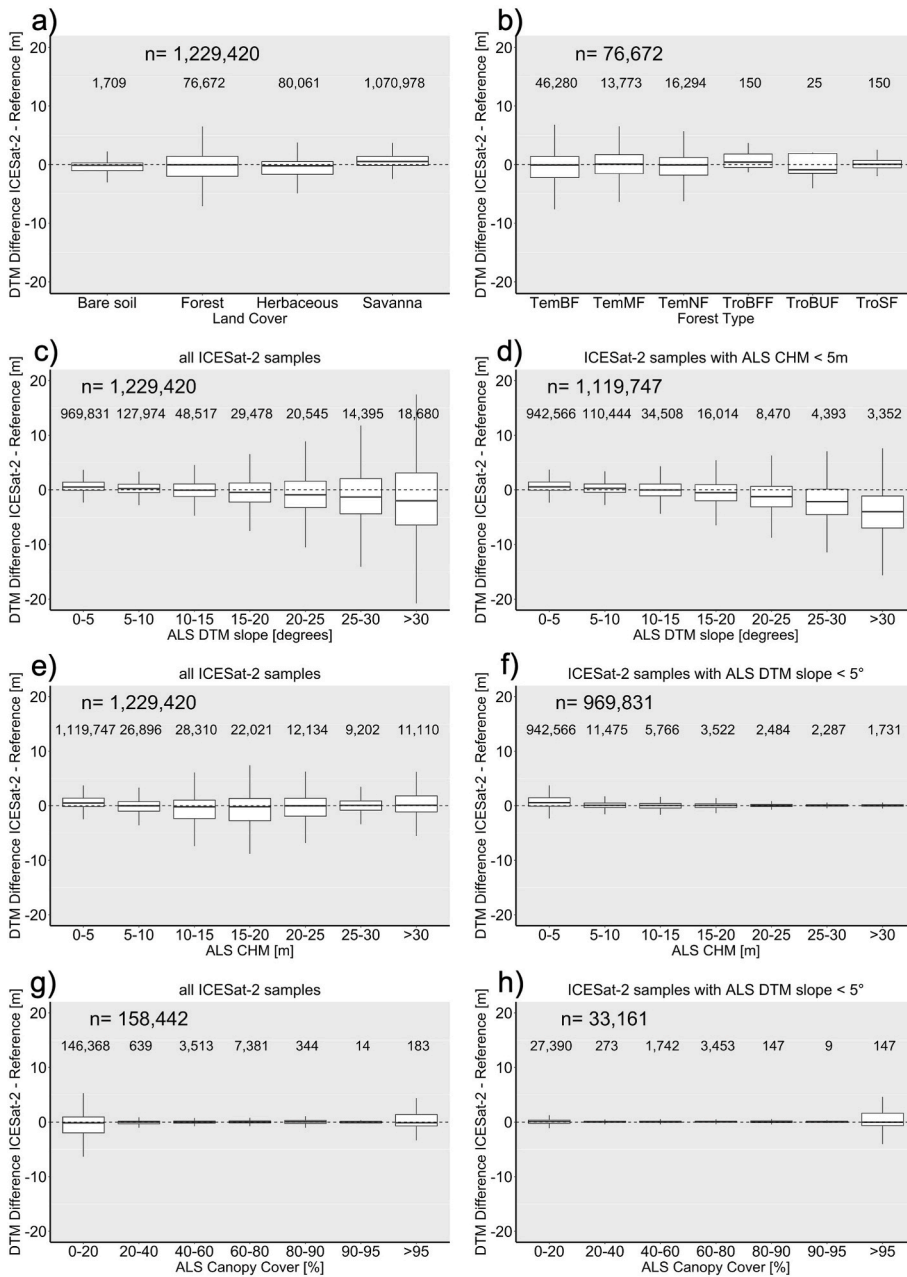 a)
n= 1,229,420
1,709 76,672 80,061 1,070,978
20
10
0
-10
-20
DTM Difference ICESat-2 - Reference [m]
Bare soil Forest Herbaceous Savanna
Land Cover
b)
n= 76,672
46,280 13,773 16,294 150 25 150
20
10
0
-10
-20
DTM Difference ICESat-2 - Reference [m]
TemBF TemMF TemNF TroBFF TroBUF TroSF
Forest Type
c)
all ICESat-2 samples
n= 1,229,420
969,831 127,974 48,517 29,478 20,545 14,395 18,680
20
10
0
-10
-20
DTM Difference ICESat-2 - Reference [m]
0-5 5-10 10-15 15-20 20-25 25-30 >30
ALS DTM slope [degrees]
d)
ICESat-2 samples with ALS CHM < 5m
n= 1,119,747
942,566 110,444 34,508 16,014 8,470 4,393 3,352
20
10
0
-10
-20
DTM Difference ICESat-2 - Reference [m]
0-5 5-10 10-15 15-20 20-25 25-30 >30
ALS DTM slope [degrees]
e)
all ICESat-2 samples
n= 1,229,420
1,119,747 26,896 28,310 22,021 12,134 9,202 11,110
20
10
0
-10
-20
DTM Difference ICESat-2 - Reference [m]
0-5 5-10 10-15 15-20 20-25 25-30 >30
ALS CHM [m]
f)
ICESat-2 samples with ALS DTM slope < 5°
n= 969,831
942,566 11,475 5,766 3,522 2,484 2,287 1,731
20
10
0
-10
-20
DTM Difference ICESat-2 - Reference [m]
0-5 5-10 10-15 15-20 20-25 25-30 >30
ALS CHM [m]
g)
all ICESat-2 samples
n= 158,442
146,368 639 3,513 7,381 344 14 183
20
10
0
-10
-20
DTM Difference ICESat-2 - Reference [m]
0-20 20-40 40-60 60-80 80-90 90-95 >95
ALS Canopy Cover [%]
h)
ICESat-2 samples with ALS DTM slope < 5°
n= 33,161
27,390 273 1,742 3,453 147 9 147
20
10
0
-10
-20
DTM Difference ICESat-2 - Reference [m]
0-20 20-40 40-60 60-80 80-90 90-95 >95
ALS Canopy Cover [%]